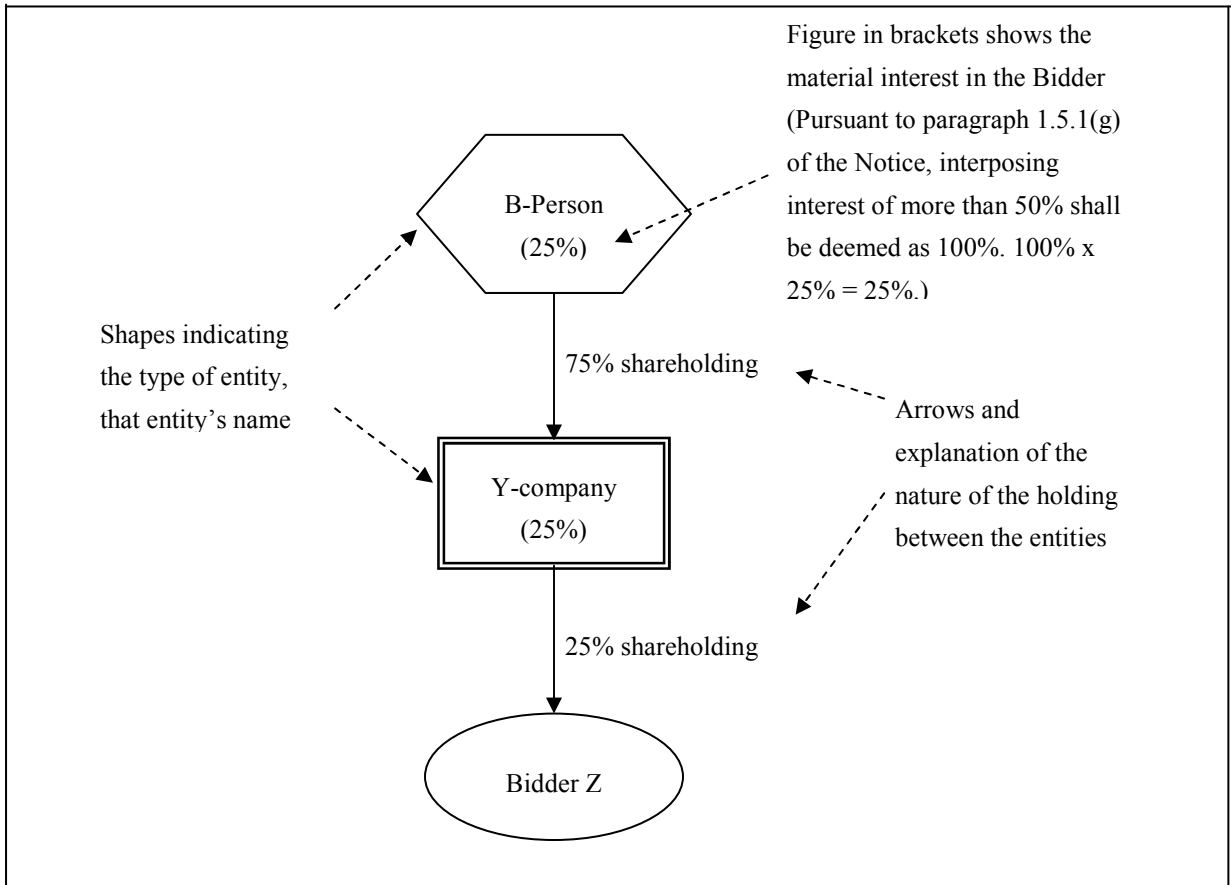 Figure in brackets shows the
material interest in the Bidder
(Pursuant to paragraph 1.5.1(g)
of the Notice, interposing
interest of more than 50% shall
be deemed as 100%. 100% x
25% = 25%.)
B-Person
(25%)
Shapes indicating
the type of entity,
that entity’s name
75% shareholding
Arrows and
explanation of the
nature of the holding
between the entities
Y-company
(25%)
25% shareholding
Bidder Z